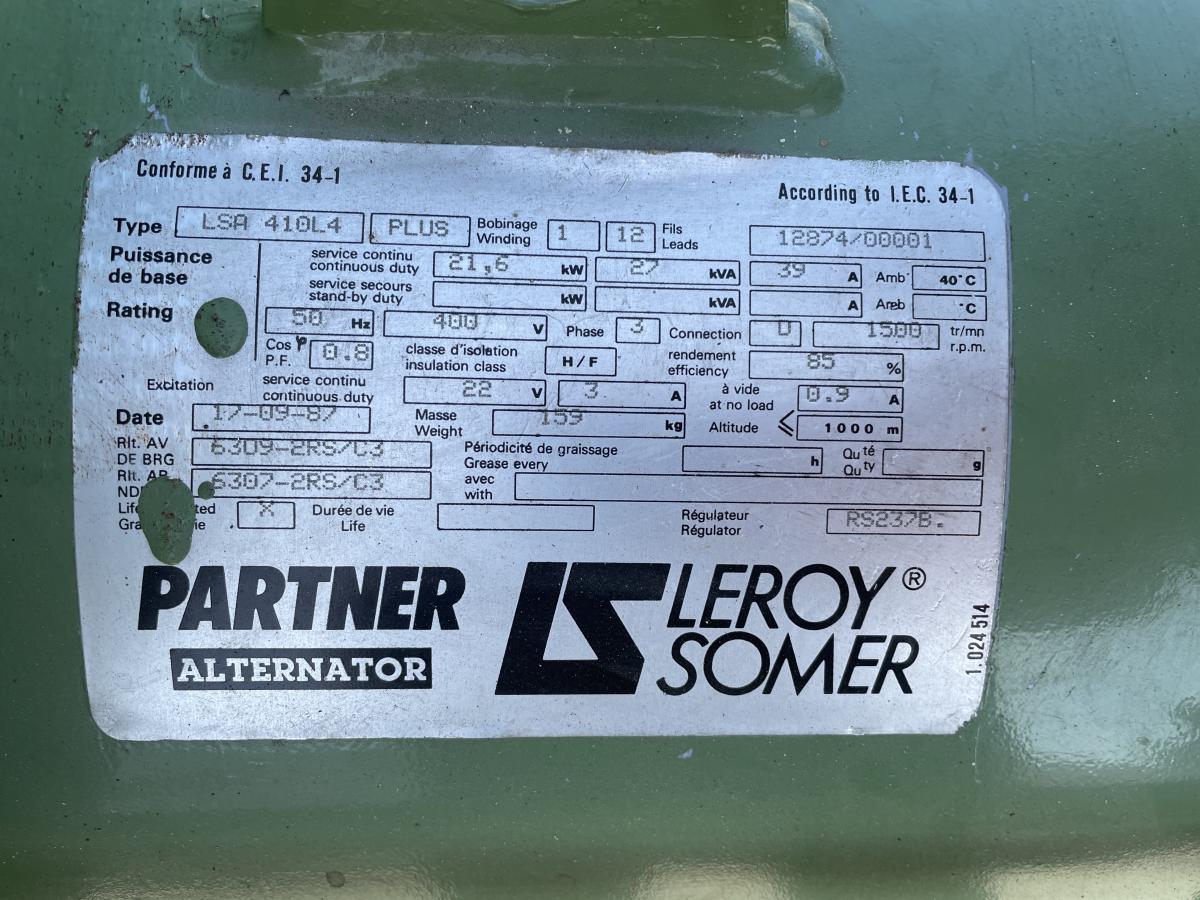 Conforme à C.E.I. 34-1
According to I.E.C. 34-1
Type LSA 410L4 PLUS Bobinage Winding 1 12 Fils Leads 12874/00001
Puissance de base service continu continuous duty 21,6 kW 27 kVA 39 A Amb 40°C
service secours stand-by duty kW kVA A Amb °C
Rating 50 Hz 400 V Phase 3 Connection D 1500 tr/mn r.p.m.
Cos φ P.F. 0.8 classe d'isolation insulation class H/F rendement efficiency 85 %
Excitation service continu continuous duty 22 V 3 A à vide at no load 0.9 A
Date 17-09-87 Masse Weight 159 kg Altitude ≤ 1000 m
Rlt. AV DE BRG 6309-2RS/C3 Périodicité de graissage Grease every h Quté Quty g
Rlt. AR 6307-2RS/C3 avec with
X Durée de vie Life Régulateur Régulator RS237B.
PARTNER
ALTERNATOR
LEROY®
SOMER
1.024 514